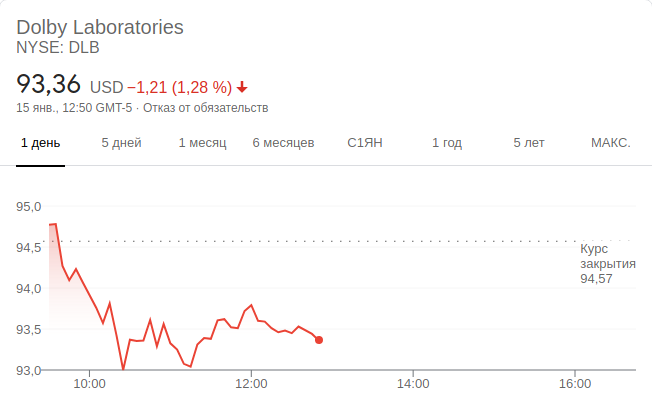 Dolby Laboratories
NYSE: DLB
93,36 USD −1,21 (1,28 %)
15 янв., 12:50 GMT-5 · Отказ от обязательств
1 день 5 дней 1 месяц 6 месяцев С1ЯН 1 год 5 лет МАКС.
95,0
94,5
Курс
закрытия
94,57
94,0
93,5
93,0
10:00 12:00 14:00 16:00